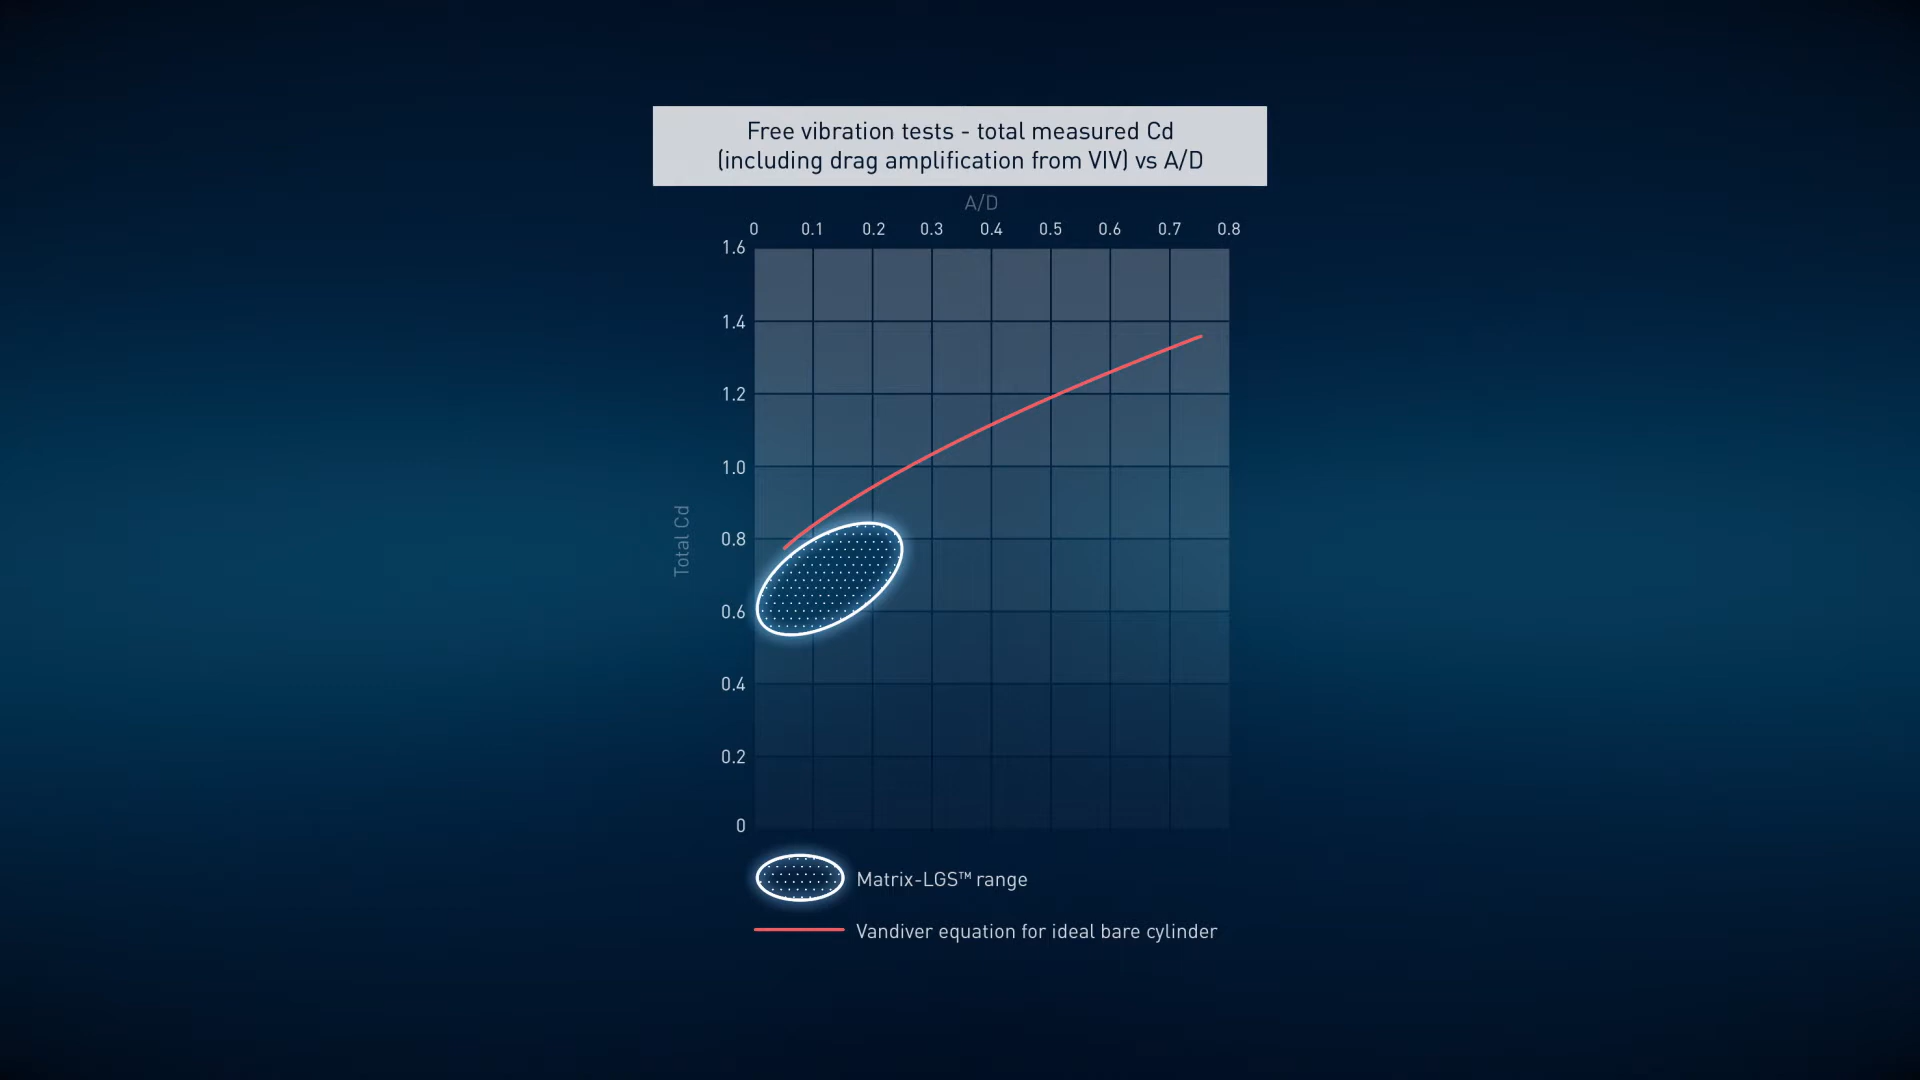 Free vibration tests - total measured Cd
(including drag amplification from VIV) vs A/D
A/D
0 0.1 0.2 0.3 0.4 0.5 0.6 0.7 0.8
1.6
1.4
1.2
1.0
0.8
0.6
0.4
0.2
0
Total Cd
Matrix-LGS™ range
Vandiver equation for ideal bare cylinder